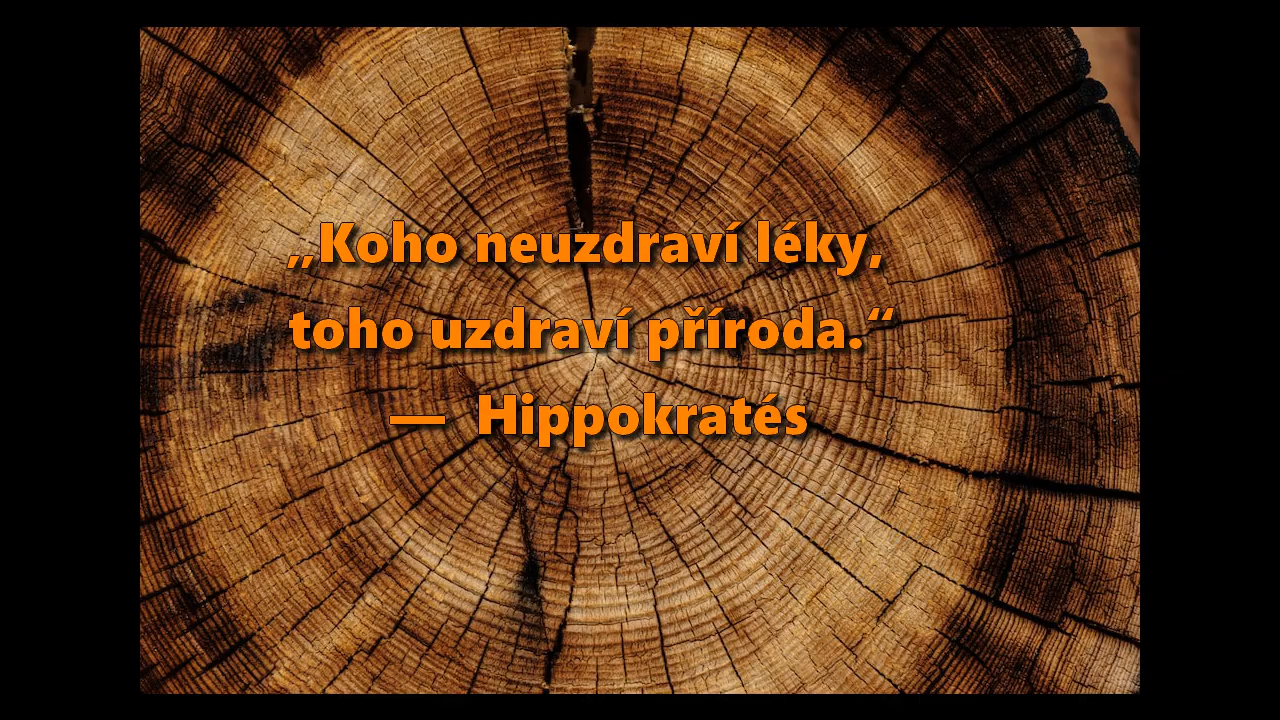 „Koho neuzdraví léky,
toho uzdraví příroda.“
— Hippokratés